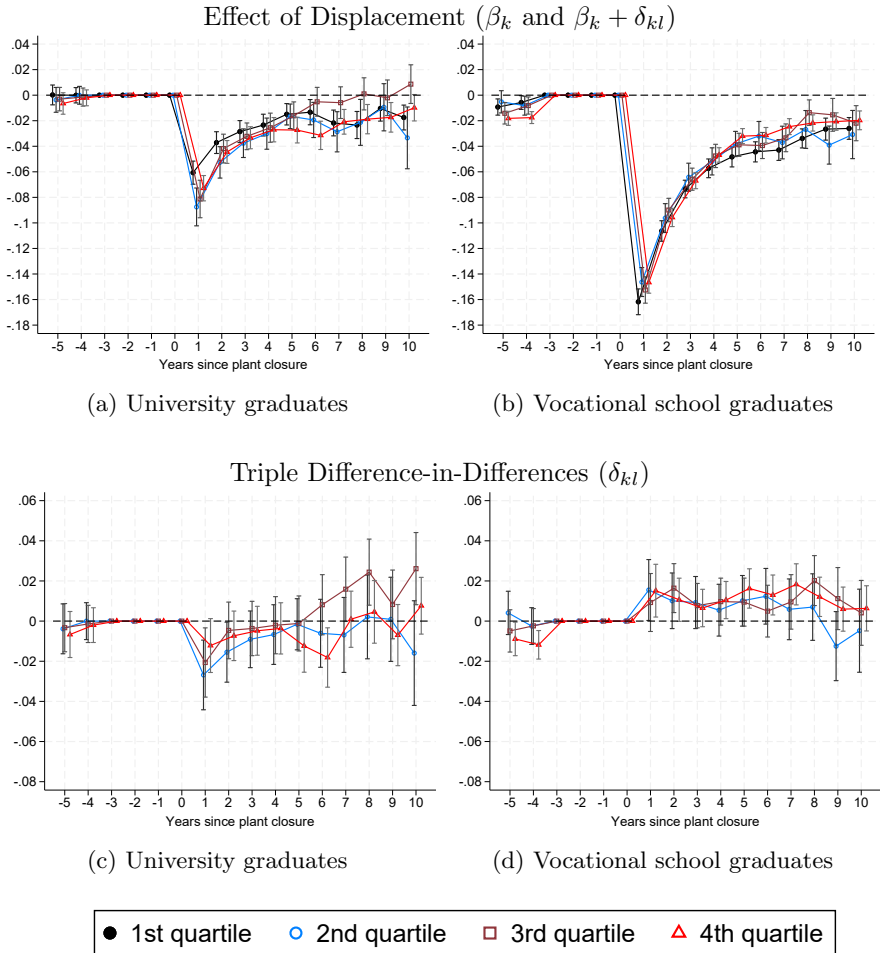 Effect of Displacement (β_k and β_k + δ_kl)
.04
.02
0
-.02
-.04
-.06
-.08
-.1
-.12
-.14
-.16
-.18
-5 -4 -3 -2 -1 0 1 2 3 4 5 6 7 8 9 10
Years since plant closure
(a) University graduates
.04
.02
0
-.02
-.04
-.06
-.08
-.1
-.12
-.14
-.16
-.18
-5 -4 -3 -2 -1 0 1 2 3 4 5 6 7 8 9 10
Years since plant closure
(b) Vocational school graduates
Triple Difference-in-Differences (δ_kl)
.06
.04
.02
0
-.02
-.04
-.06
-.08
-5 -4 -3 -2 -1 0 1 2 3 4 5 6 7 8 9 10
Years since plant closure
(c) University graduates
.06
.04
.02
0
-.02
-.04
-.06
-.08
-5 -4 -3 -2 -1 0 1 2 3 4 5 6 7 8 9 10
Years since plant closure
(d) Vocational school graduates
1st quartile 2nd quartile 3rd quartile 4th quartile